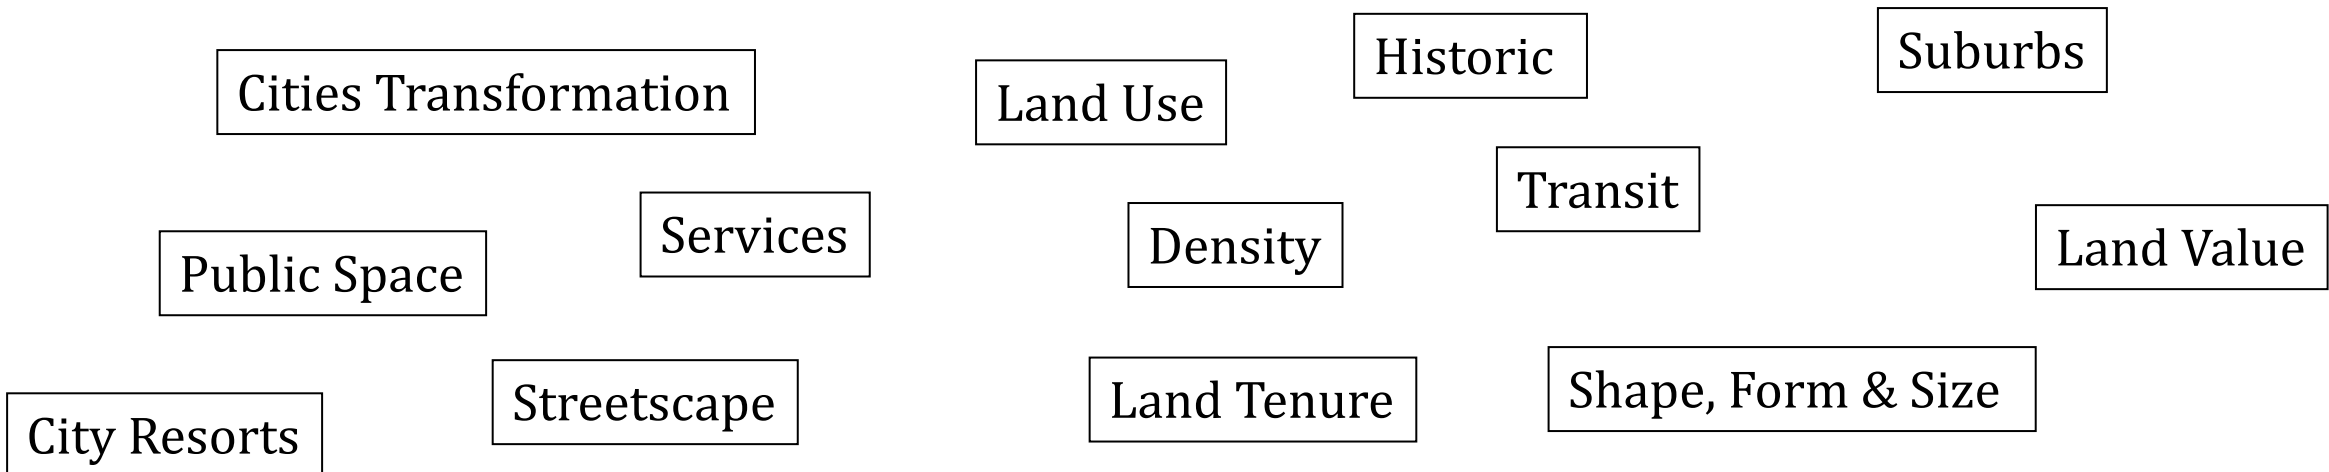 Cities Transformation
Land Use
Historic
Suburbs
Public Space
Services
Density
Transit
Land Value
City Resorts
Streetscape
Land Tenure
Shape, Form & Size